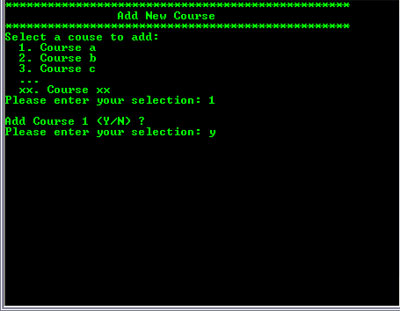 *************************************************
Add New Course
*************************************************
Select a couse to add:
1. Course a
2. Course b
3. Course c
...
xx. Course xx
Please enter your selection: 1
Add Course 1 (Y/N) ?
Please enter your selection: y